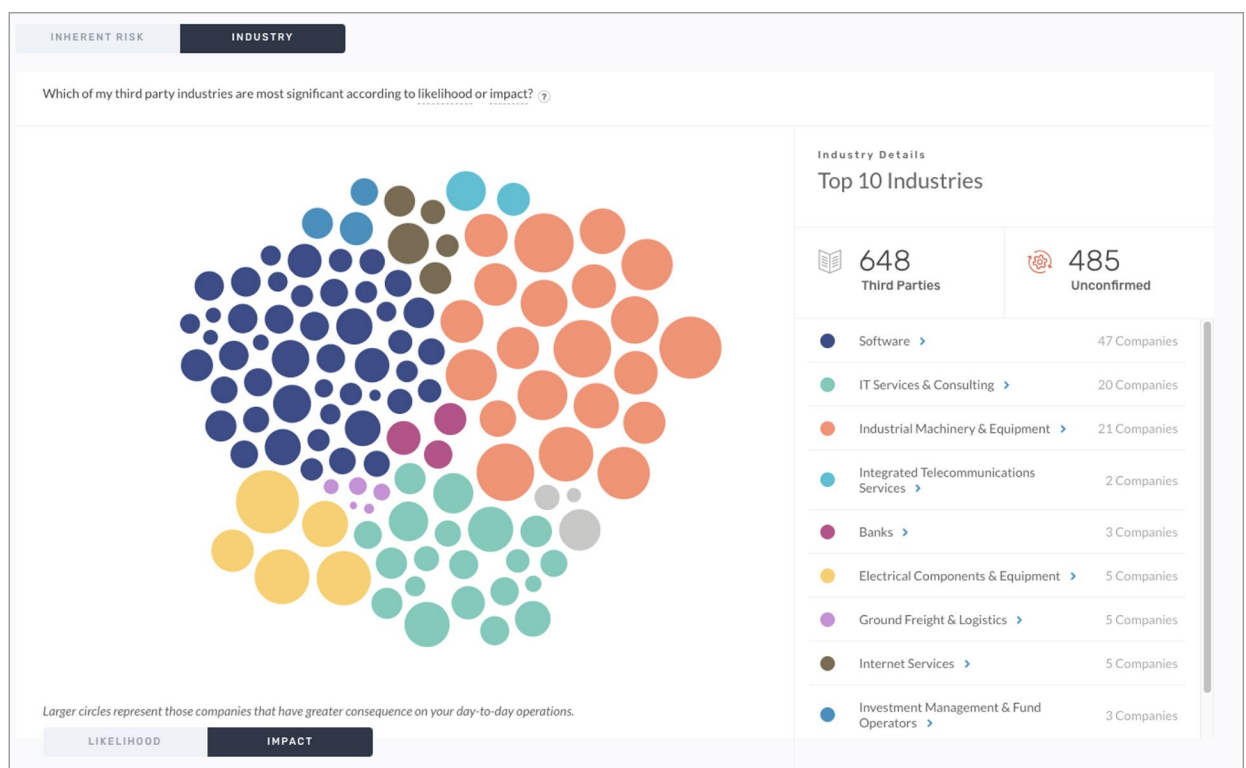 INHERENT RISK
INDUSTRY
Which of my third party industries are most significant according to likelihood or impact? ?
Industry Details
Top 10 Industries
648
Third Parties
485
Unconfirmed
Software > 47 Companies
IT Services & Consulting > 20 Companies
Industrial Machinery & Equipment > 21 Companies
Integrated Telecommunications
Services > 2 Companies
Banks > 3 Companies
Electrical Components & Equipment > 5 Companies
Ground Freight & Logistics > 5 Companies
Internet Services > 5 Companies
Investment Management & Fund
Operators > 3 Companies
Larger circles represent those companies that have greater consequence on your day-to-day operations.
LIKELIHOOD
IMPACT